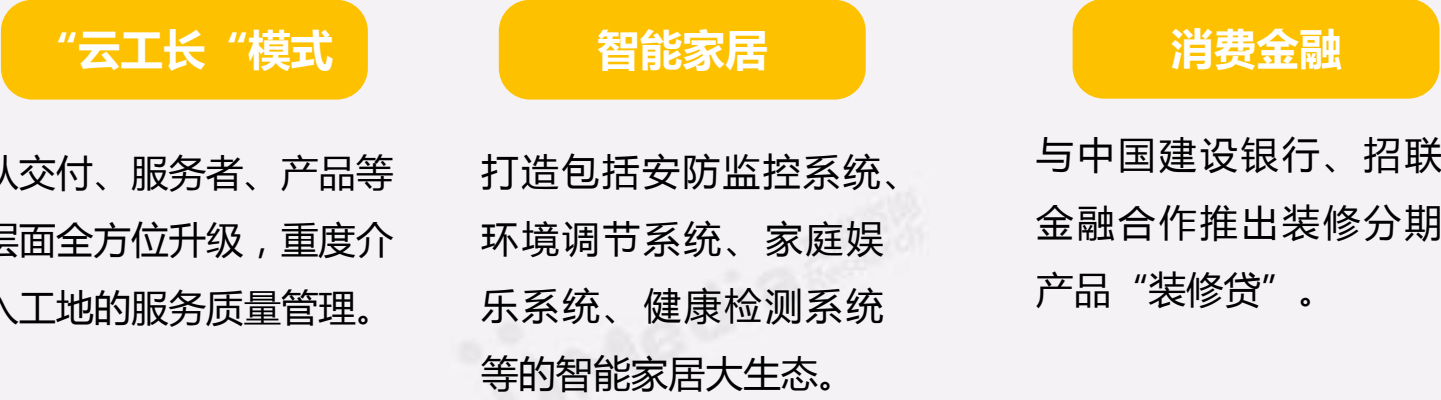 “云工长“模式
从交付、服务者、产品等
层面全方位升级，重度介
入工地的服务质量管理。
智能家居
打造包括安防监控系统、
环境调节系统、家庭娱
乐系统、健康检测系统
等的智能家居大生态。
消费金融
与中国建设银行、招联
金融合作推出装修分期
产品“装修贷”。